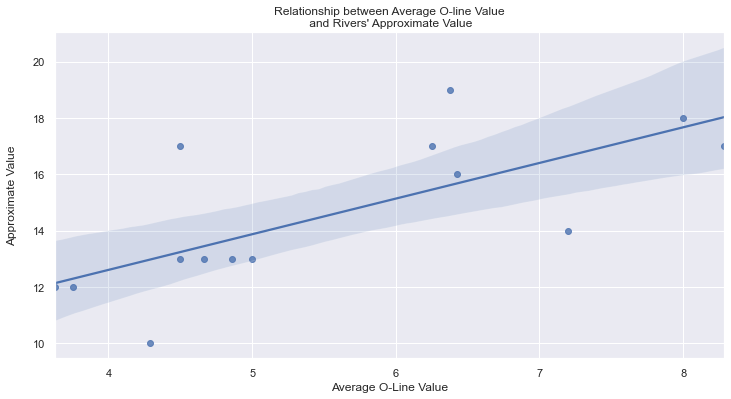 Relationship between Average O-line Value
and Rivers' Approximate Value
20
18
16
14
12
10
Approximate Value
4 5 6 7 8
Average O-Line Value